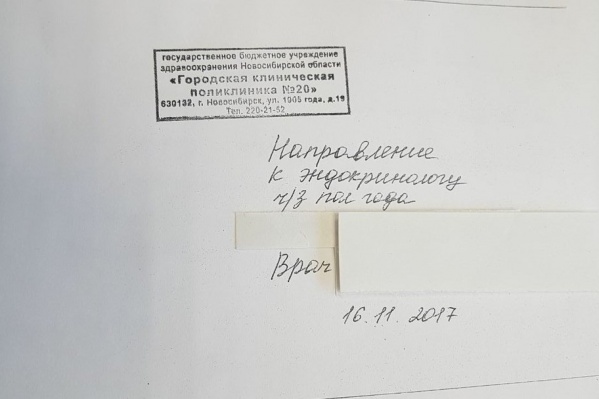 государственное бюджетное учреждение
здравоохранения Новосибирской области
«Городская клиническая
поликлиника №20»
630132, г. Новосибирск, ул. 1905 года, д.19
Тел. 220-21-52
Направление
к эндокринологу
ч/з пол года
Врач
16.11.2017